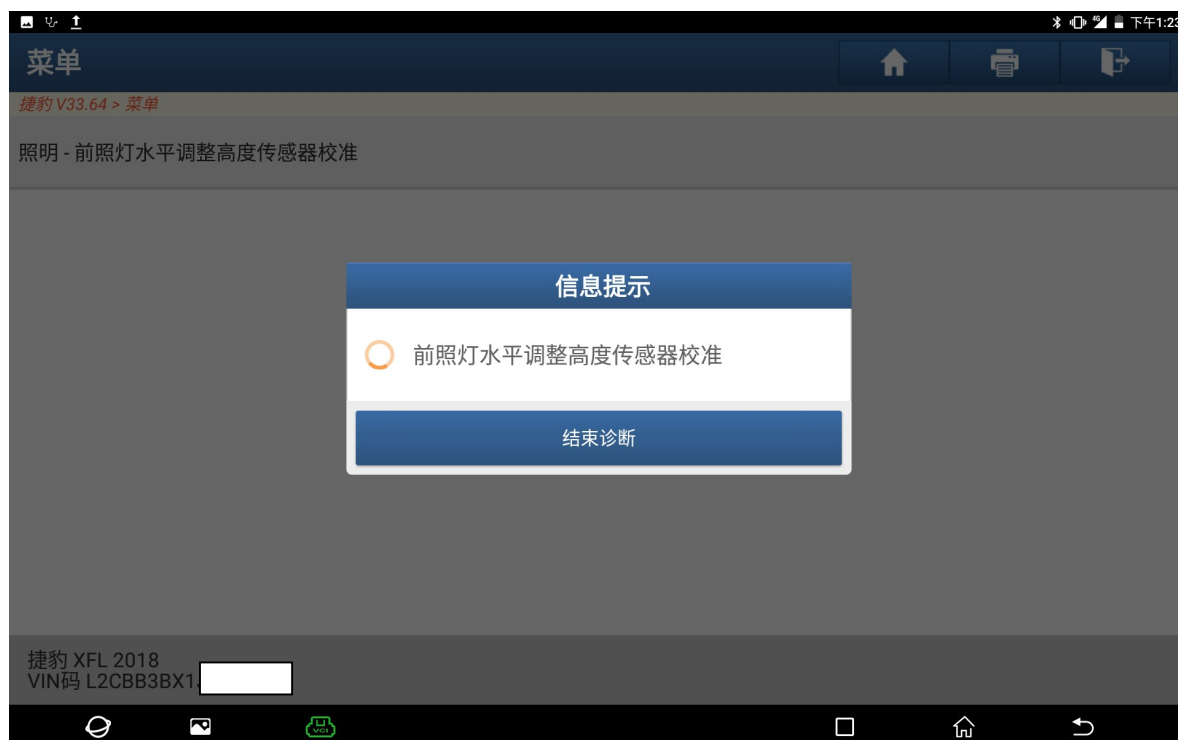 4G 下午1:23
菜单
捷豹 V33.64 > 菜单
照明 - 前照灯水平调整高度传感器校准
信息提示
前照灯水平调整高度传感器校准
结束诊断
捷豹 XFL 2018
VIN码 L2CBB3BX1
VCI